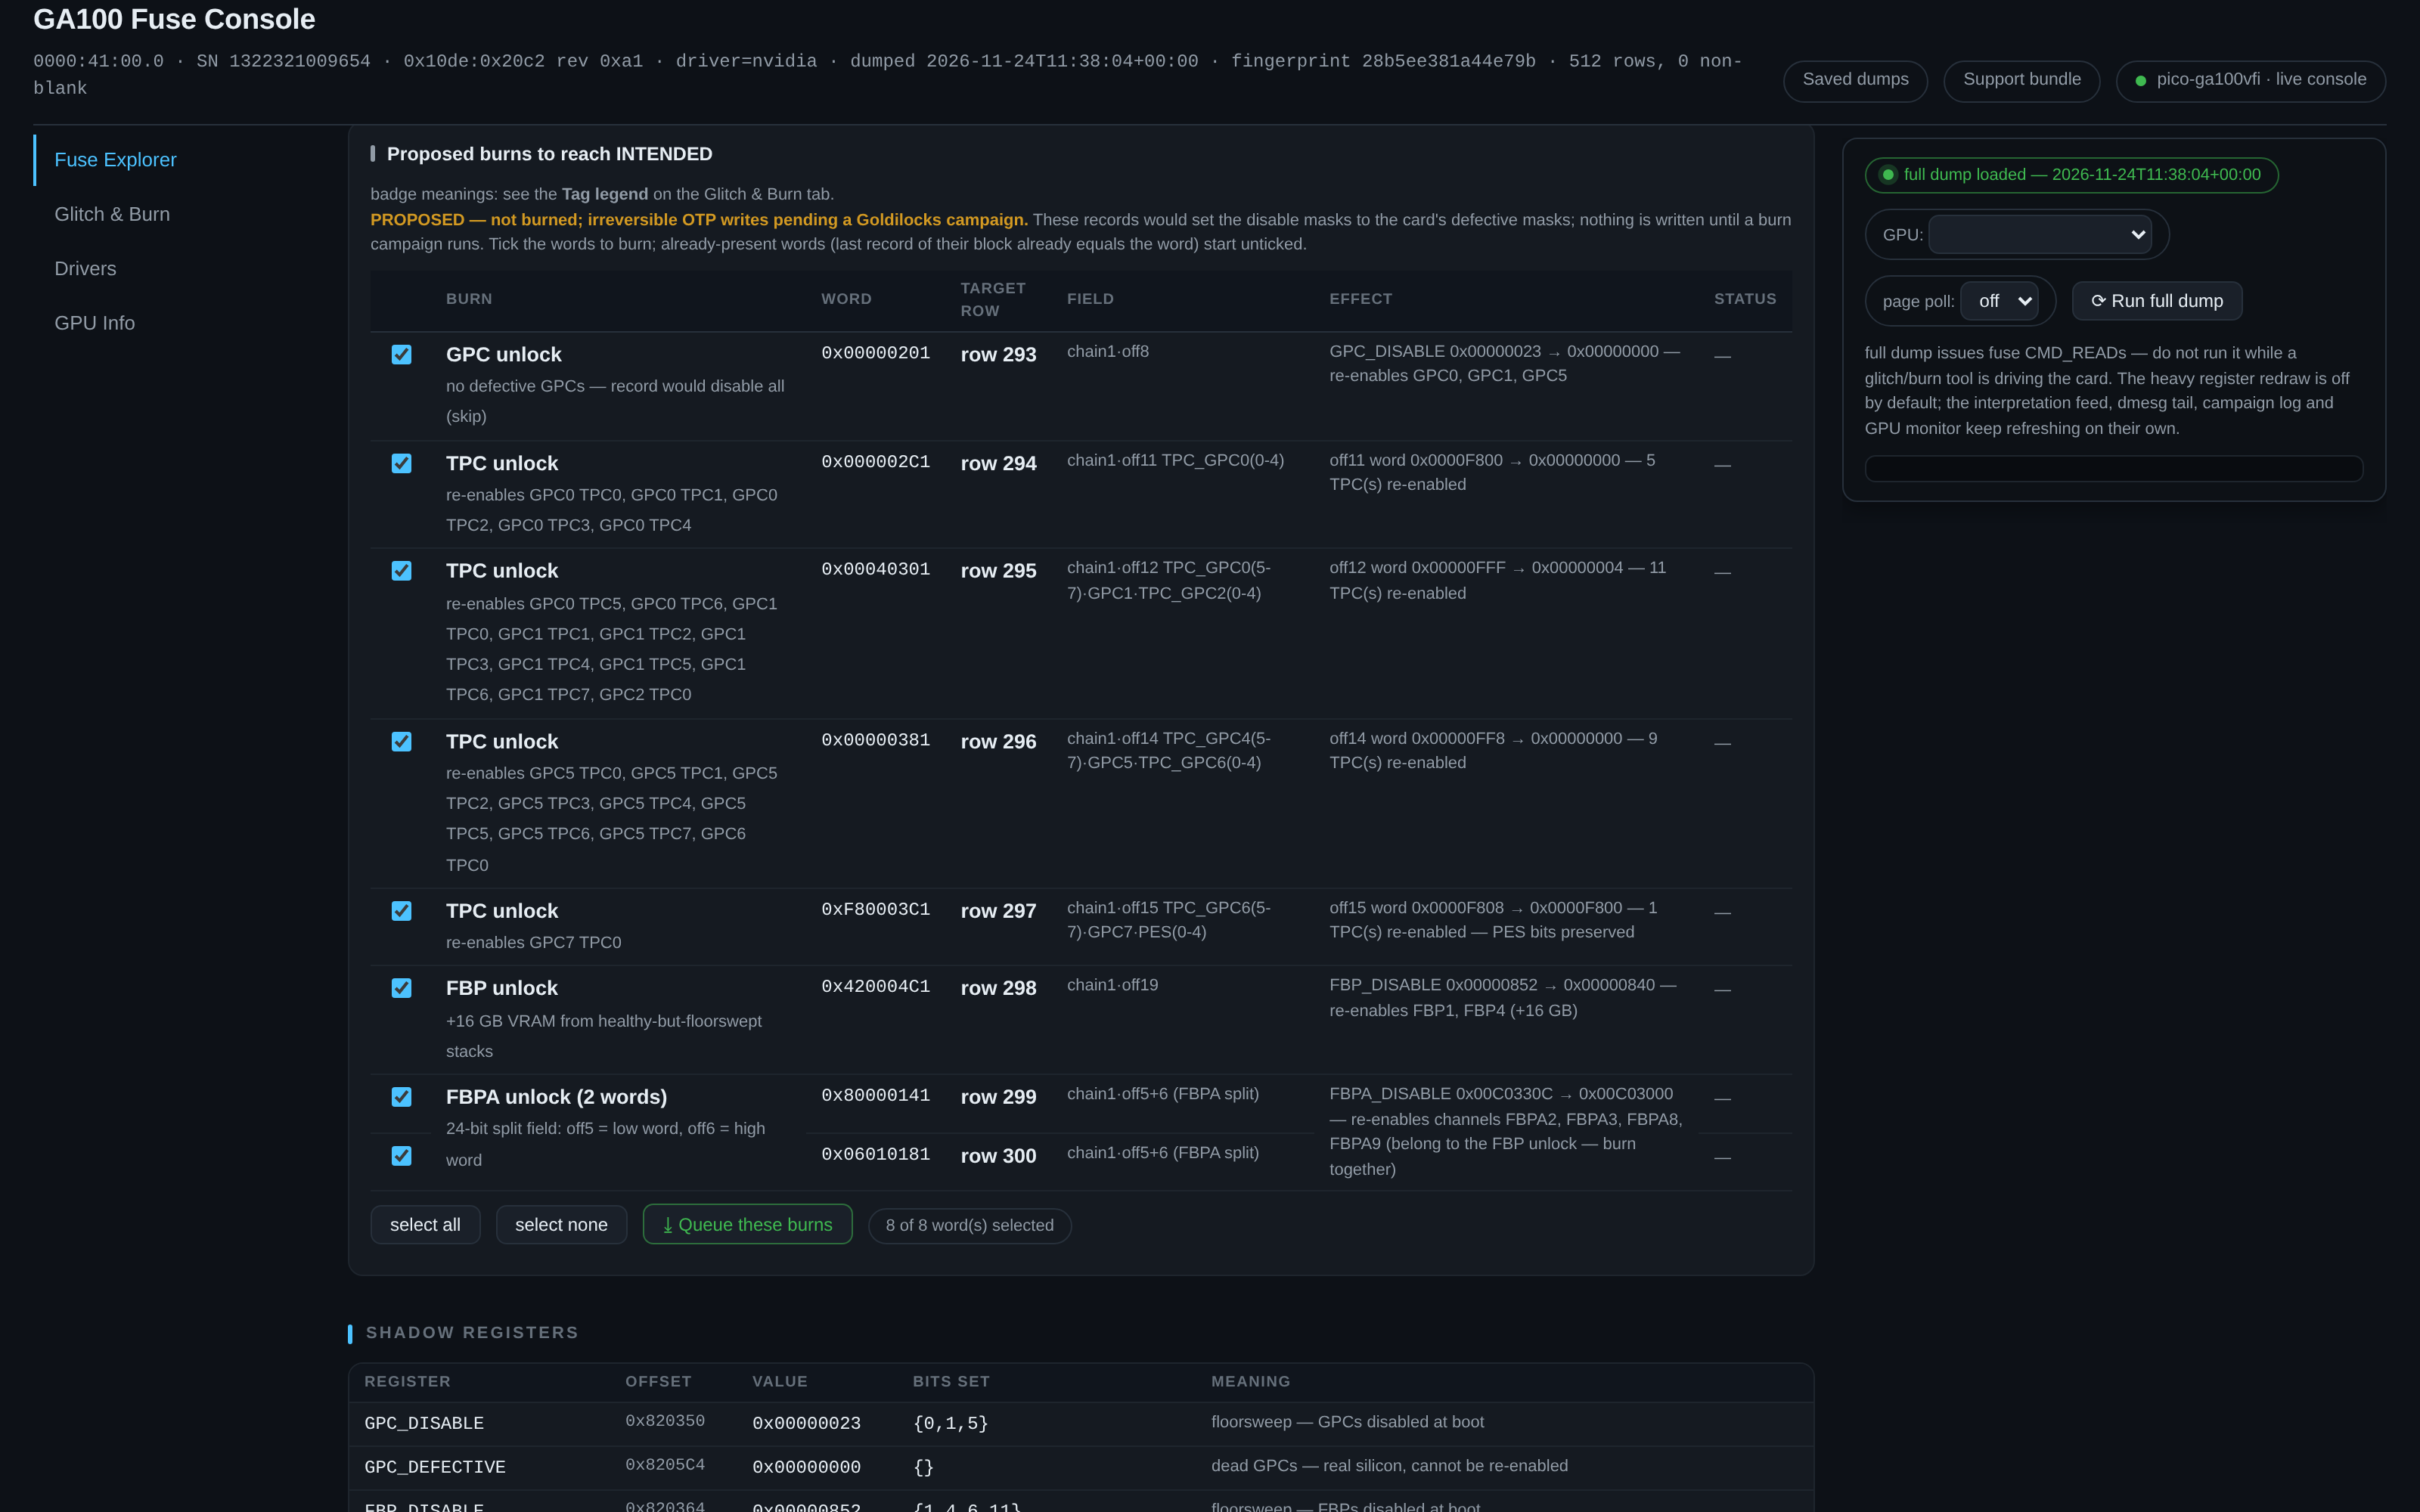 GA100 Fuse Console
0000:41:00.0 · SN 1322321009654 · 0x10de:0x20c2 rev 0xa1 · driver=nvidia · dumped 2026-11-24T11:38:04+00:00 · fingerprint 28b5ee381a44e79b · 512 rows, 0 non-
blank
Saved dumps
Support bundle
pico-ga100vfi · live console
Fuse Explorer
Glitch & Burn
Drivers
GPU Info
Proposed burns to reach INTENDED
badge meanings: see the Tag legend on the Glitch & Burn tab.
PROPOSED — not burned; irreversible OTP writes pending a Goldilocks campaign. These records would set the disable masks to the card's defective masks; nothing is written until a burn
campaign runs. Tick the words to burn; already-present words (last record of their block already equals the word) start unticked.
BURN WORD TARGET ROW FIELD EFFECT STATUS
GPC unlock 0x00000201 row 293 chain1·off8 GPC_DISABLE 0x00000023 → 0x00000000 — —
no defective GPCs — record would disable all re-enables GPC0, GPC1, GPC5
(skip)
TPC unlock 0x000002C1 row 294 chain1·off11 TPC_GPC0(0-4) off11 word 0x0000F800 → 0x00000000 — 5 —
re-enables GPC0 TPC0, GPC0 TPC1, GPC0 TPC(s) re-enabled
TPC2, GPC0 TPC3, GPC0 TPC4
TPC unlock 0x00040301 row 295 chain1·off12 TPC_GPC0(5- off12 word 0x00000FFF → 0x00000004 — 11 —
re-enables GPC0 TPC5, GPC0 TPC6, GPC1 7)·GPC1·TPC_GPC2(0-4) TPC(s) re-enabled
TPC0, GPC1 TPC1, GPC1 TPC2, GPC1
TPC3, GPC1 TPC4, GPC1 TPC5, GPC1
TPC6, GPC1 TPC7, GPC2 TPC0
TPC unlock 0x00000381 row 296 chain1·off14 TPC_GPC4(5- off14 word 0x00000FF8 → 0x00000000 — 9 —
re-enables GPC5 TPC0, GPC5 TPC1, GPC5 7)·GPC5·TPC_GPC6(0-4) TPC(s) re-enabled
TPC2, GPC5 TPC3, GPC5 TPC4, GPC5
TPC5, GPC5 TPC6, GPC5 TPC7, GPC6
TPC0
TPC unlock 0xF80003C1 row 297 chain1·off15 TPC_GPC6(5- off15 word 0x0000F808 → 0x0000F800 — 1 —
re-enables GPC7 TPC0 7)·GPC7·PES(0-4) TPC(s) re-enabled — PES bits preserved
FBP unlock 0x420004C1 row 298 chain1·off19 FBP_DISABLE 0x00000852 → 0x00000840 — —
+16 GB VRAM from healthy-but-floorswept re-enables FBP1, FBP4 (+16 GB)
stacks
FBPA unlock (2 words) 0x80000141 row 299 chain1·off5+6 (FBPA split) FBPA_DISABLE 0x00C0330C → 0x00C03000 —
24-bit split field: off5 = low word, off6 = high — re-enables channels FBPA2, FBPA3, FBPA8,
word 0x06010181 row 300 chain1·off5+6 (FBPA split) FBPA9 (belong to the FBP unlock — burn —
together)
select all
select none
⤓ Queue these burns
8 of 8 word(s) selected
full dump loaded — 2026-11-24T11:38:04+00:00
GPU:
page poll: off
⟳ Run full dump
full dump issues fuse CMD_READs — do not run it while a
glitch/burn tool is driving the card. The heavy register redraw is off
by default; the interpretation feed, dmesg tail, campaign log and
GPU monitor keep refreshing on their own.
SHADOW REGISTERS
REGISTER OFFSET VALUE BITS SET MEANING
GPC_DISABLE 0x820350 0x00000023 {0,1,5} floorsweep — GPCs disabled at boot
GPC_DEFECTIVE 0x8205C4 0x00000000 {} dead GPCs — real silicon, cannot be re-enabled
FBP_DISABLE 0x820364 0x00000852 {1,4,6,11} floorsweep — FBPs disabled at boot